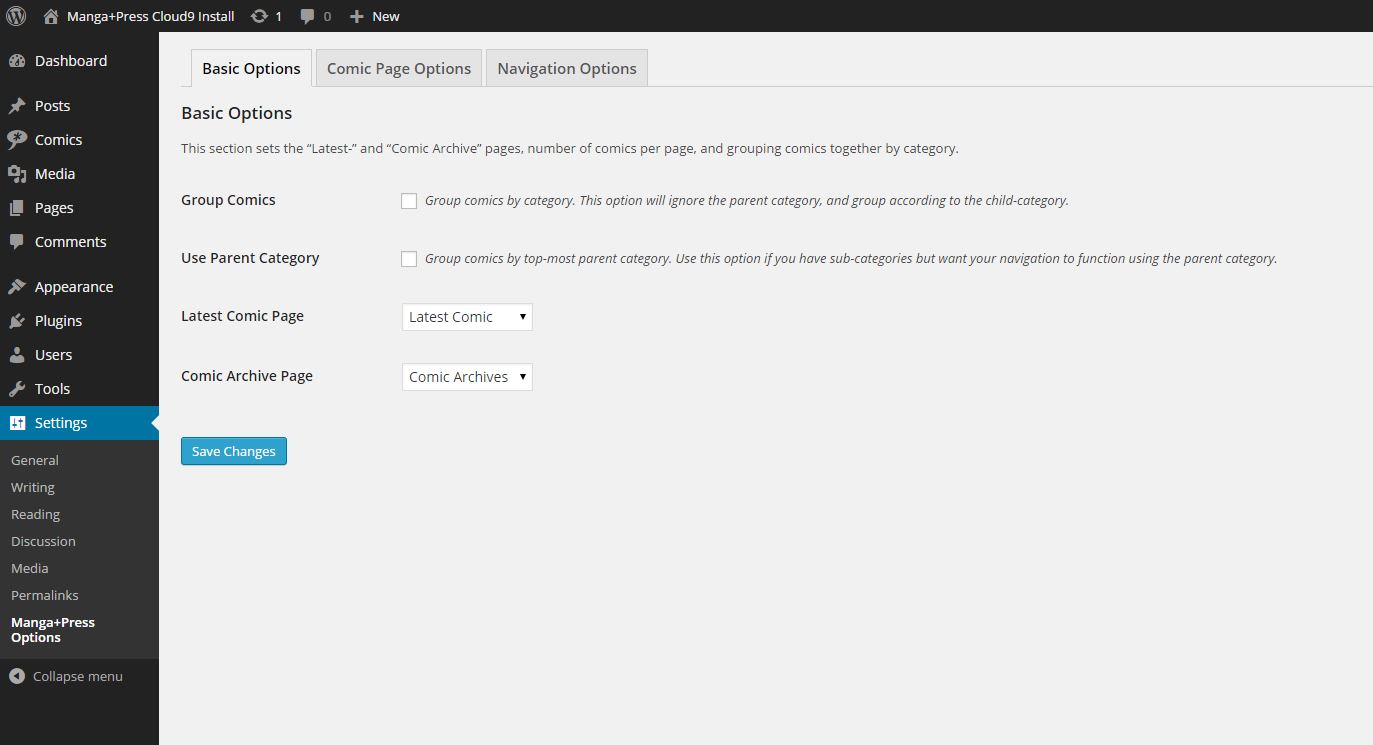 Manga+Press Cloud9 Install 1 0 New
Dashboard
Posts
Comics
Media
Pages
Comments
Appearance
Plugins
Users
Tools
Settings
General
Writing
Reading
Discussion
Media
Permalinks
Manga+Press
Options
Collapse menu
Basic Options Comic Page Options Navigation Options
Basic Options
This section sets the “Latest-” and “Comic Archive” pages, number of comics per page, and grouping comics together by category.
Group Comics Group comics by category. This option will ignore the parent category, and group according to the child-category.
Use Parent Category Group comics by top-most parent category. Use this option if you have sub-categories but want your navigation to function using the parent category.
Latest Comic Page Latest Comic
Comic Archive Page Comic Archives
Save Changes